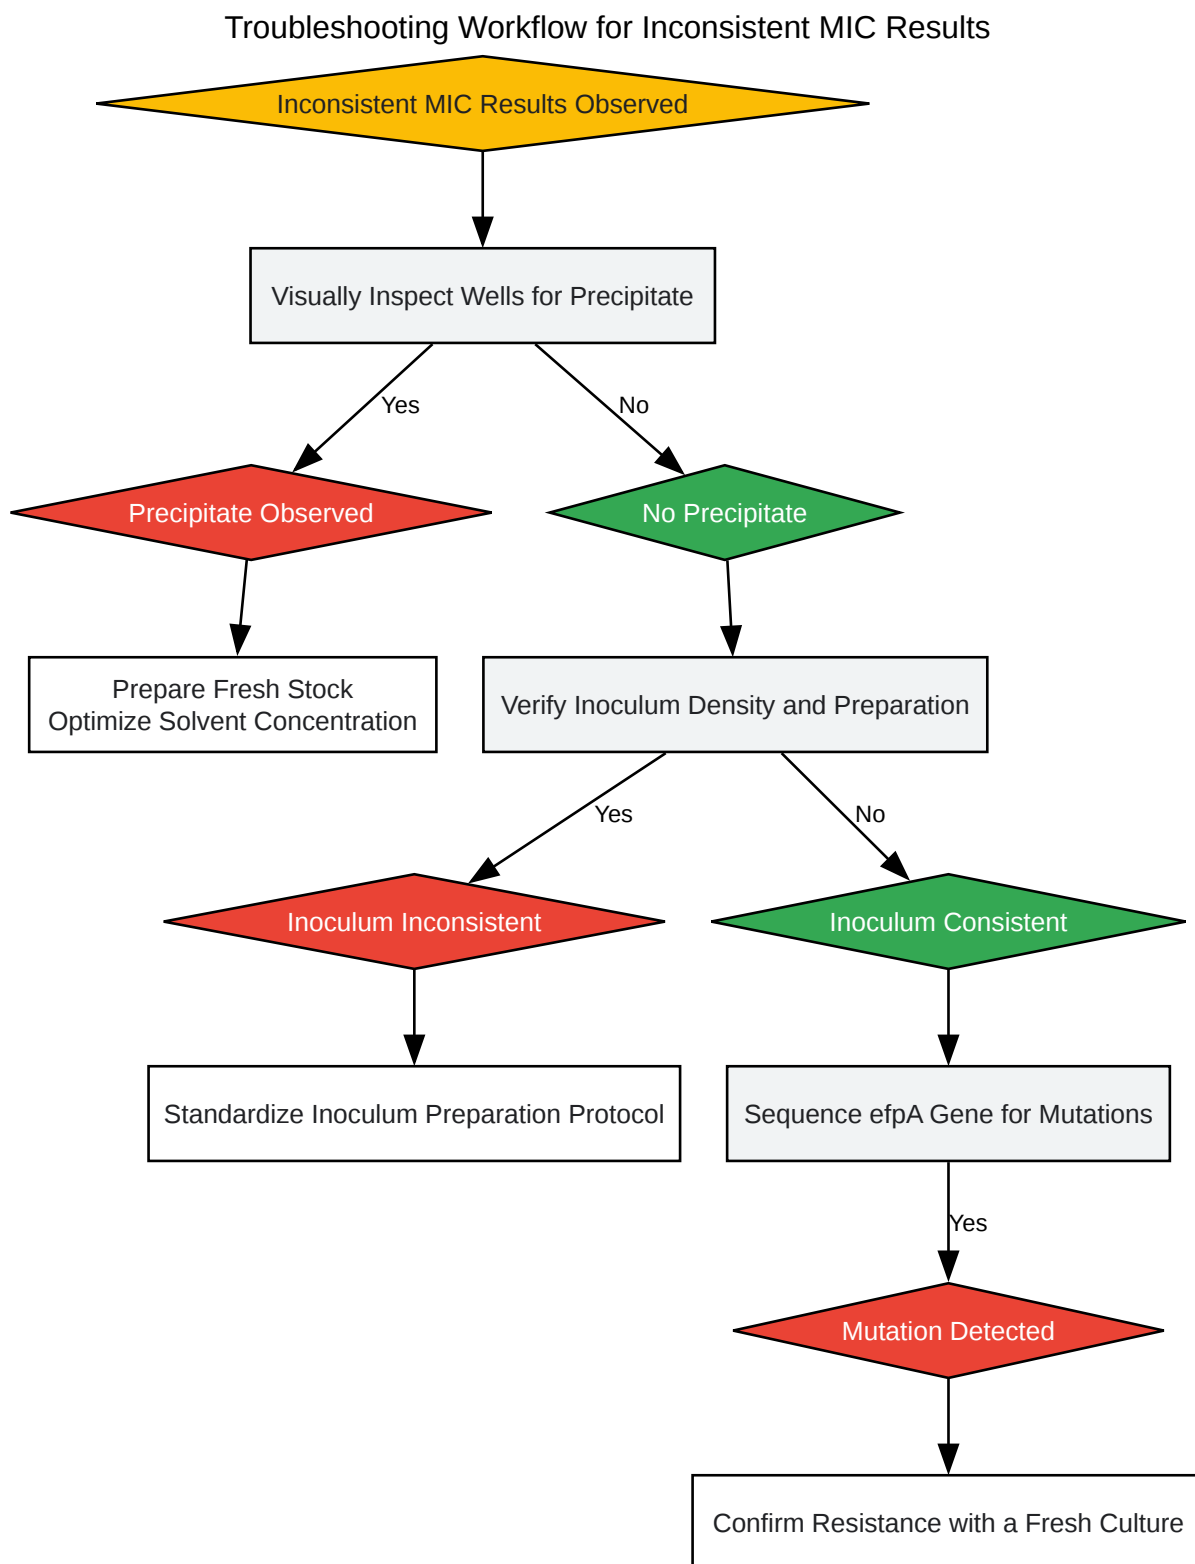 Troubleshooting Workflow for Inconsistent MIC Results
Inconsistent MIC Results Observed
Visually Inspect Wells for Precipitate
Yes
No
Precipitate Observed
No Precipitate
Prepare Fresh Stock
Optimize Solvent Concentration
Verify Inoculum Density and Preparation
Yes
No
Inoculum Inconsistent
Inoculum Consistent
Standardize Inoculum Preparation Protocol
Sequence efpA Gene for Mutations
Yes
Mutation Detected
Confirm Resistance with a Fresh Culture